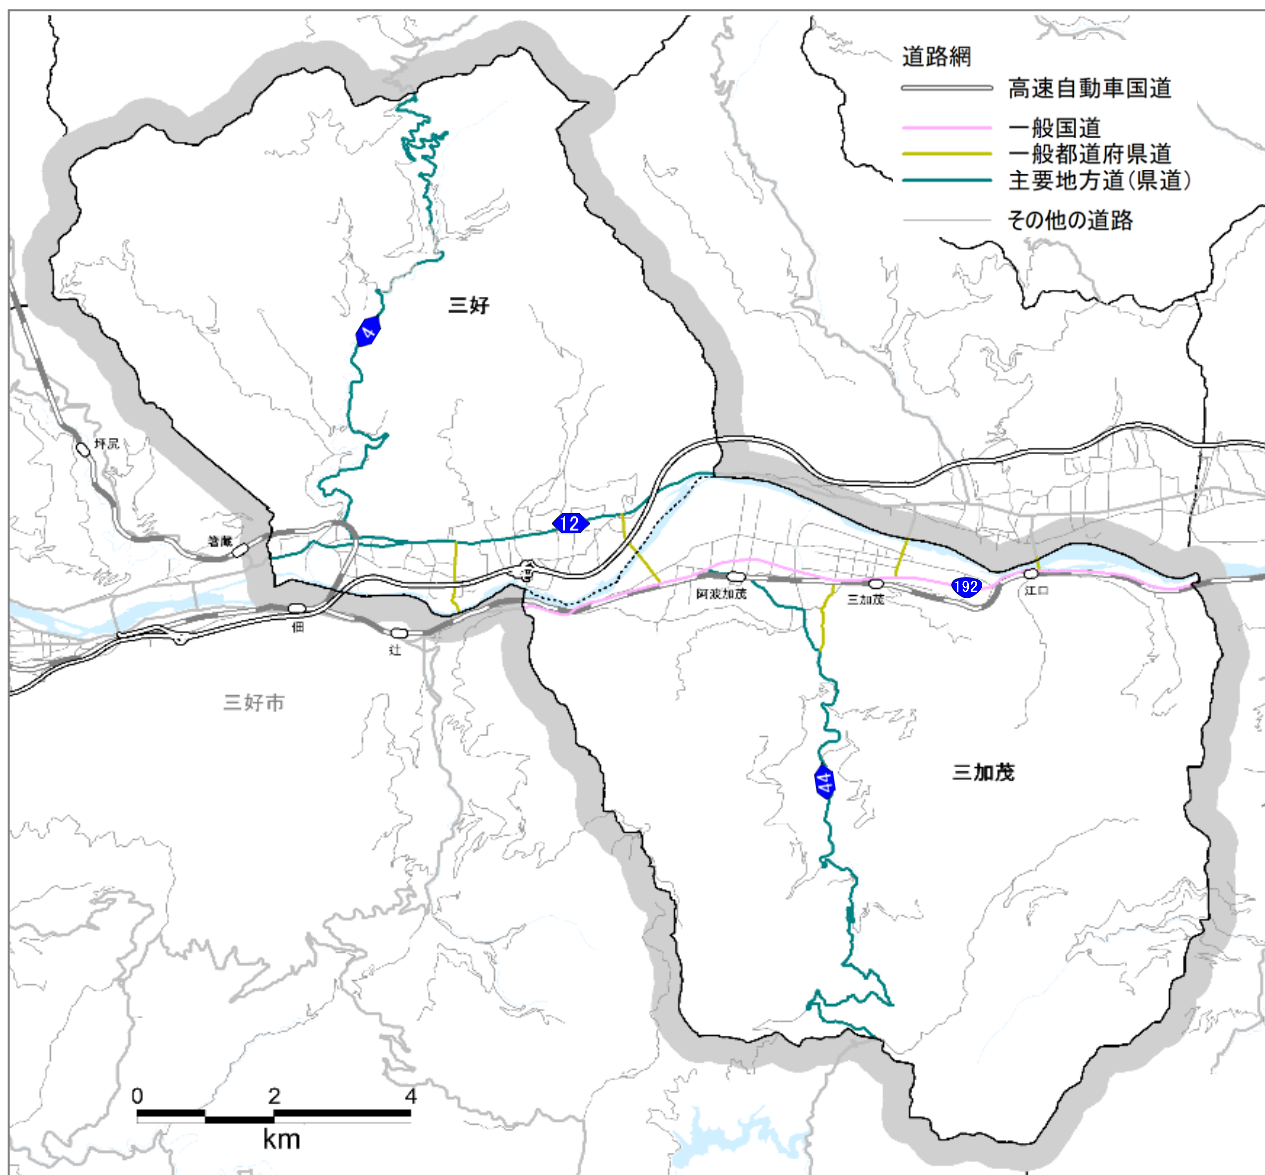 道路網
高速自動車国道
一般国道
一般都道府県道
主要地方道(県道)
その他の道路
三好
4
坪尻
箸蔵
12
阿波加茂
三加茂
192
江口
佃
辻
三好市
三加茂
44
0 2 4
km